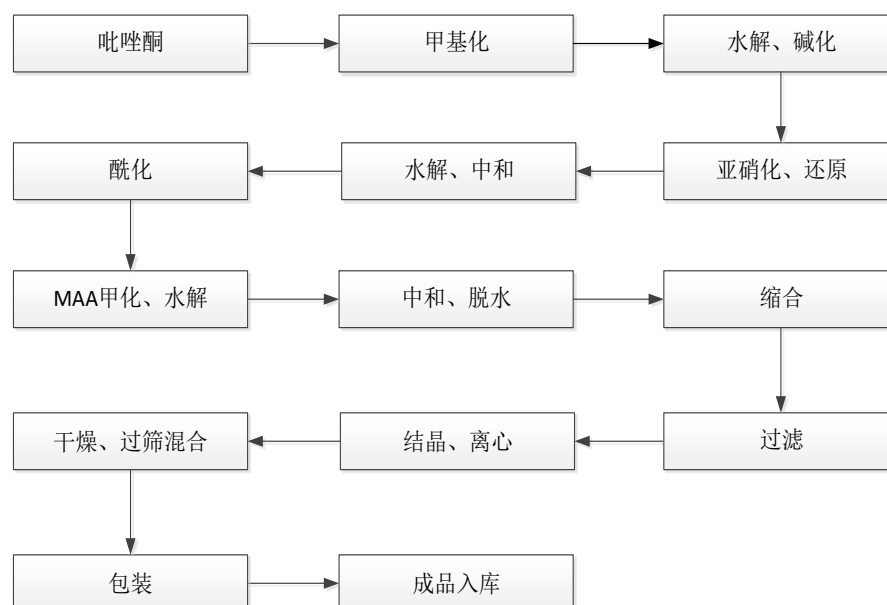 吡唑酮
甲基化
水解、碱化
亚硝化、还原
水解、中和
酰化
MAA甲化、水解
中和、脱水
缩合
过滤
结晶、离心
干燥、过筛混合
包装
成品入库